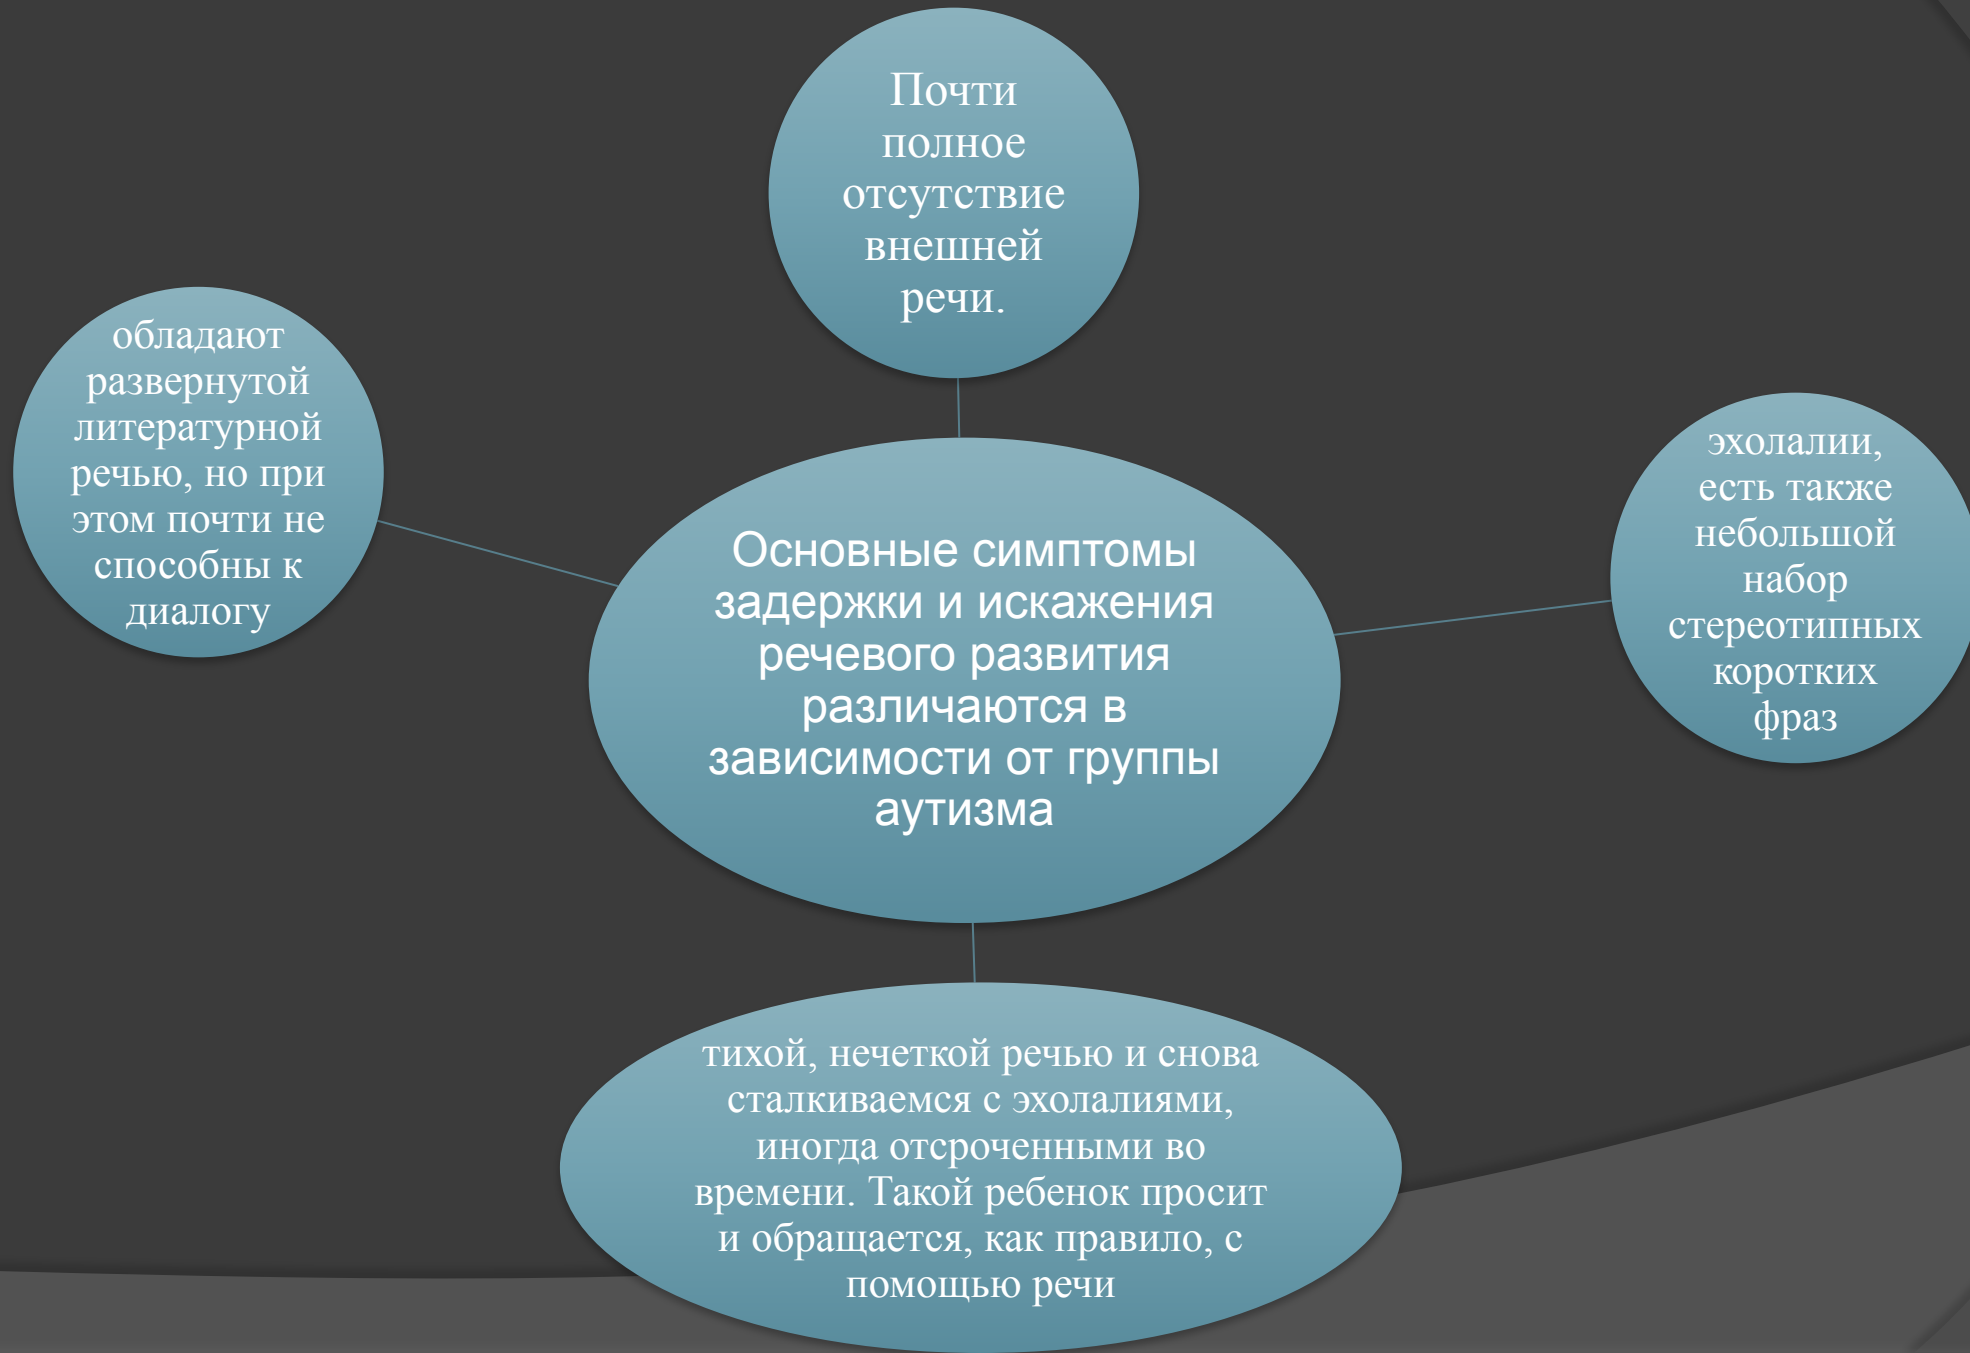 Почти
полное
отсутствие
внешней
речи.
обладают
развернутой
литературной
речью, но при
этом почти не
способны к
диалогу
эхолалии,
есть также
небольшой
набор
стереотипных
коротких
фраз
Основные симптомы
задержки и искажения
речевого развития
различаются в
зависимости от группы
аутизма
тихой, нечеткой речью и снова
сталкиваемся с эхолалиями,
иногда отсроченными во
времени. Такой ребенок просит
и обращается, как правило, с
помощью речи